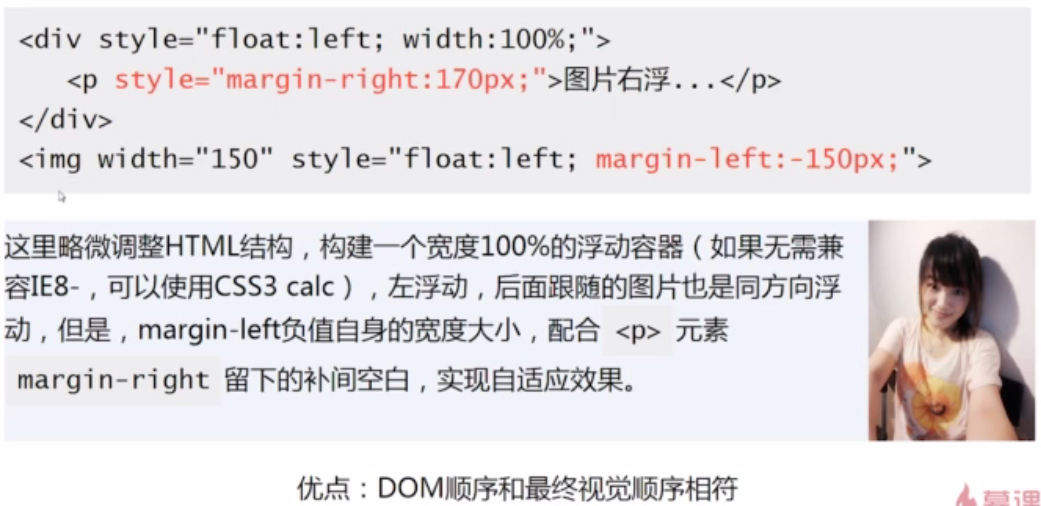 <div style="float:left; width:100%;">
<p style="margin-right:170px;">图片右浮...</p>
</div>
<img width="150" style="float:left; margin-left:-150px;">
这里略微调整HTML结构，构建一个宽度100%的浮动容器（如果无需兼
容IE8-，可以使用CSS3 calc），左浮动，后面跟随的图片也是同方向浮
动，但是，margin-left负值自身的宽度大小，配合 <p> 元素
margin-right 留下的补间空白，实现自适应效果。
优点：DOM顺序和最终视觉顺序相符
慕课